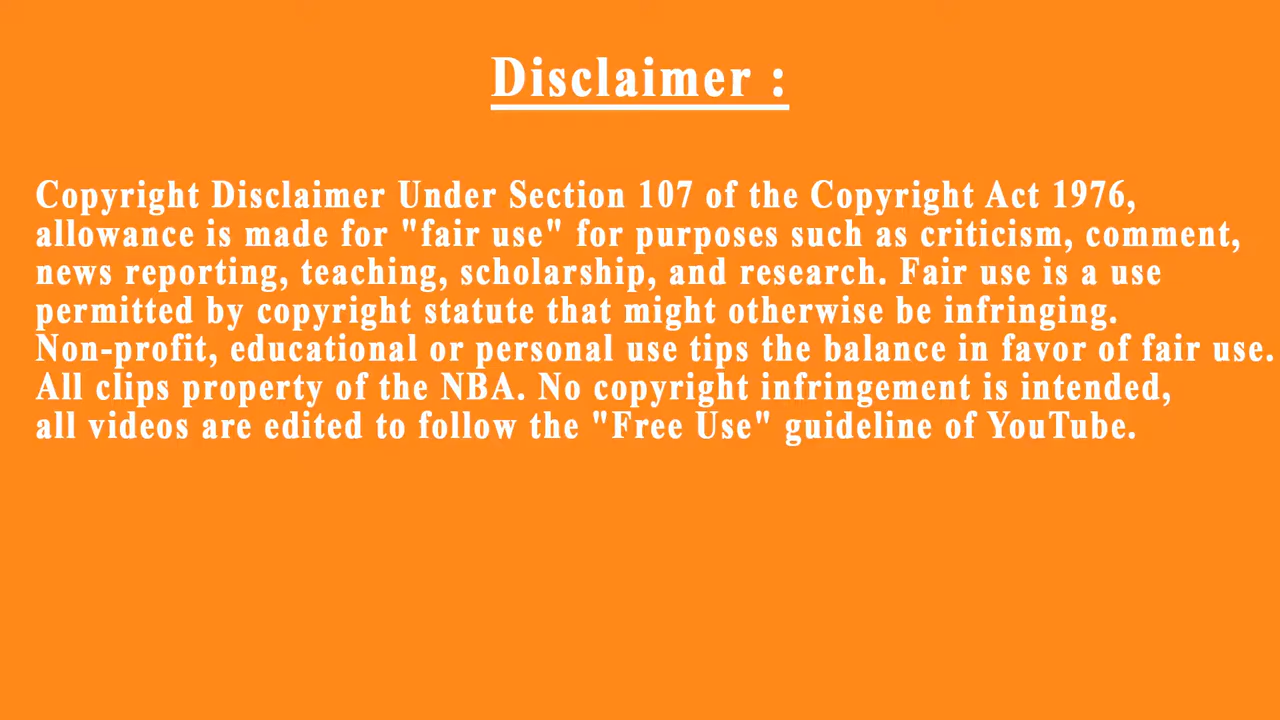 Disclaimer :
Copyright Disclaimer Under Section 107 of the Copyright Act 1976,
allowance is made for "fair use" for purposes such as criticism, comment,
news reporting, teaching, scholarship, and research. Fair use is a use
permitted by copyright statute that might otherwise be infringing.
Non-profit, educational or personal use tips the balance in favor of fair use.
All clips property of the NBA. No copyright infringement is intended,
all videos are edited to follow the "Free Use" guideline of YouTube.